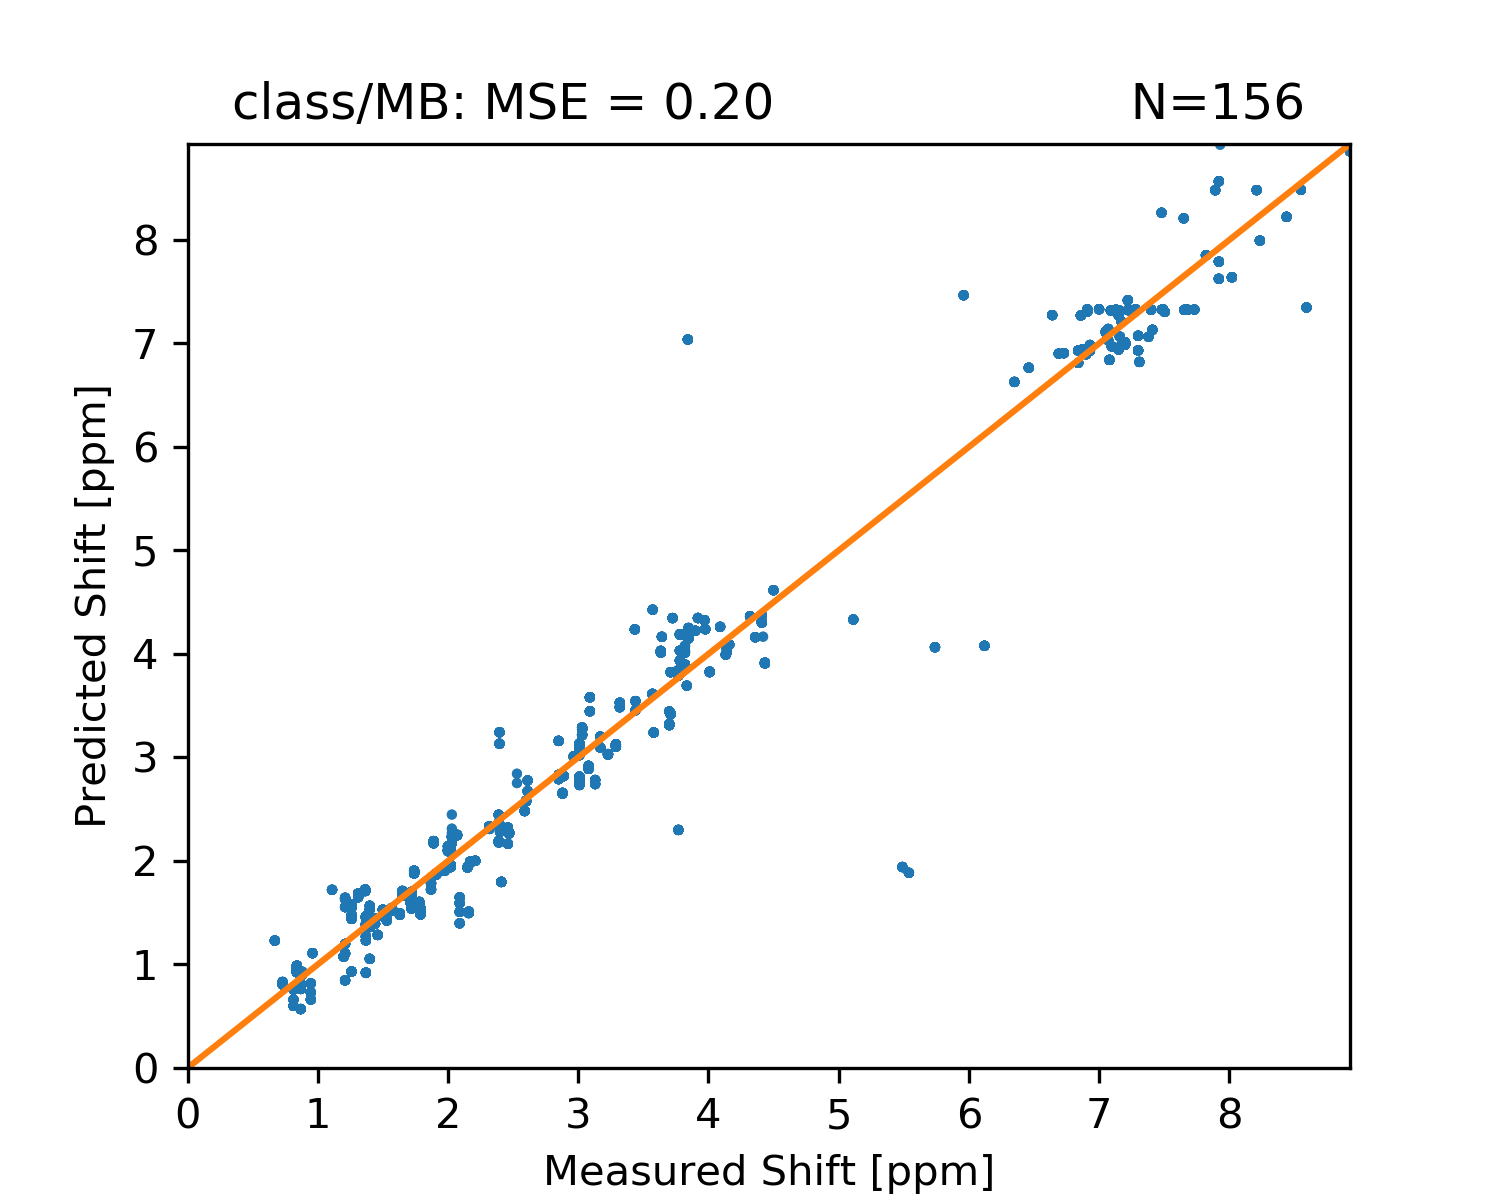 class/MB: MSE = 0.20
N=156
Predicted Shift [ppm]
8
7
6
5
4
3
2
1
0
0 1 2 3 4 5 6 7 8
Measured Shift [ppm]